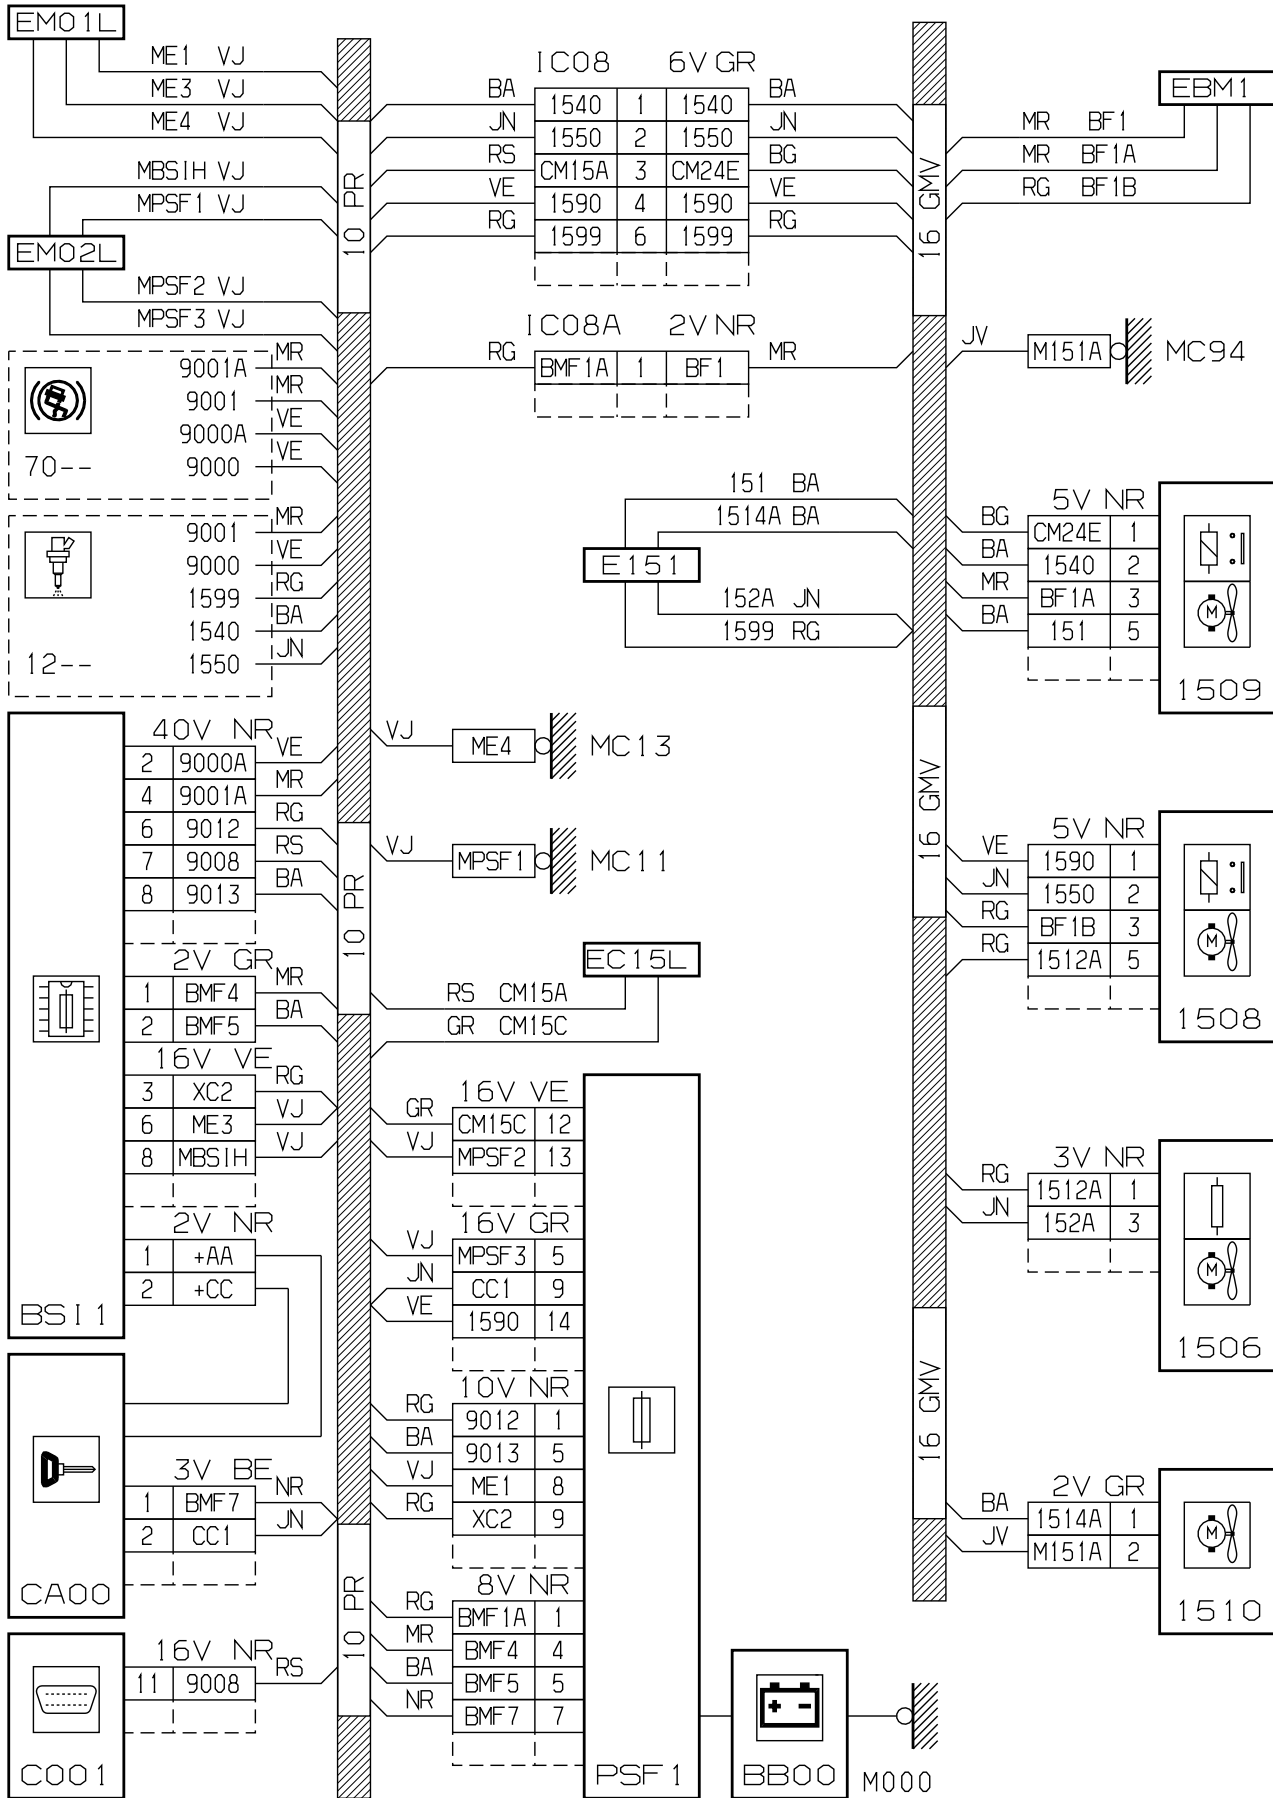 EM01L
ME1 VJ
ME3 VJ
ME4 VJ
MBSIH VJ
MPSF1 VJ
EM02L
MPSF2 VJ
MPSF3 VJ
9001A MR
9001 MR
9000A VE
70-- 9000 VE
9001 MR
9000 VE
1599 RG
1540 BA
12-- 1550 JN
40V NR
2 9000A VE
4 9001A MR
6 9012 RG
7 9008 RS
8 9013 BA
2V GR
1 BMF4 MR
2 BMF5 BA
16V VE
3 XC2 RG
6 ME3 VJ
8 MBSIH VJ
2V NR
1 +AA
2 +CC
BSI1
3V BE
1 BMF7 NR
2 CC1 JN
CA00
16V NR
11 9008 RS
C001
10 PR
10 PR
10 PR
IC08 6V GR
BA 1540 1 1540 BA
JN 1550 2 1550 JN
RS CM15A 3 CM24E BG
VE 1590 4 1590 VE
RG 1599 6 1599 RG
IC08A 2V NR
RG BMF1A 1 BF1 MR
151 BA
1514A BA
E151
152A JN
1599 RG
VJ ME4 MC13
VJ MPSF1 MC11
EC15L
RS CM15A
GR CM15C
16V VE
GR CM15C 12
VJ MPSF2 13
16V GR
VJ MPSF3 5
JN CC1 9
VE 1590 14
10V NR
RG 9012 1
BA 9013 5
VJ ME1 8
RG XC2 9
8V NR
RG BMF1A 1
MR BMF4 4
BA BMF5 5
NR BMF7 7
PSF1
+ -
BB00
M000
16 GMV
16 GMV
16 GMV
EBM1
MR BF1
MR BF1A
RG BF1B
JV M151A MC94
5V NR
BG CM24E 1
BA 1540 2
MR BF1A 3
BA 151 5
M
1509
5V NR
VE 1590 1
JN 1550 2
RG BF1B 3
RG 1512A 5
M
1508
3V NR
RG 1512A 1
JN 152A 3
M
1506
2V GR
BA 1514A 1
JV M151A 2
M
1510